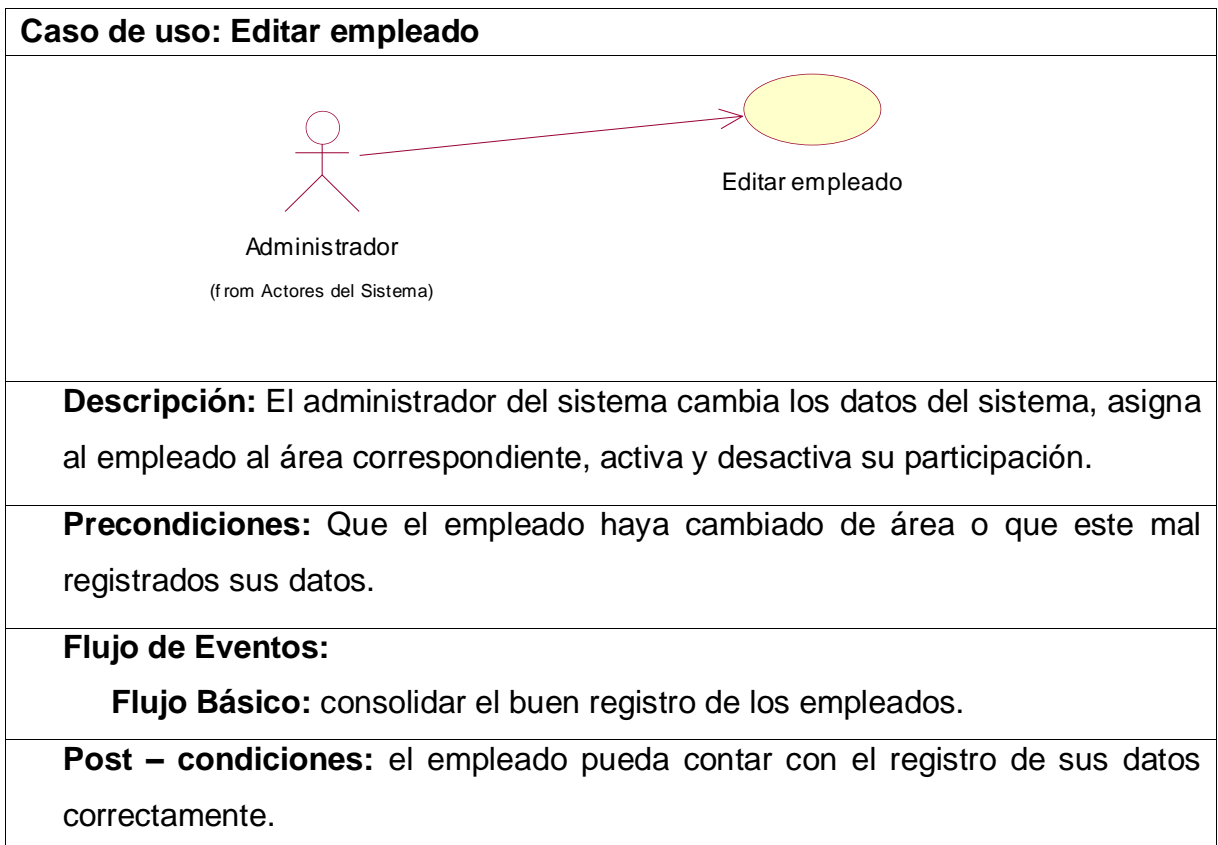 Caso de uso: Editar empleado
Editar empleado
Administrador
(from Actores del Sistema)
Descripción: El administrador del sistema cambia los datos del sistema, asigna
al empleado al área correspondiente, activa y desactiva su participación.
Precondiciones: Que el empleado haya cambiado de área o que este mal
registrados sus datos.
Flujo de Eventos:
Flujo Básico: consolidar el buen registro de los empleados.
Post – condiciones: el empleado pueda contar con el registro de sus datos
correctamente.